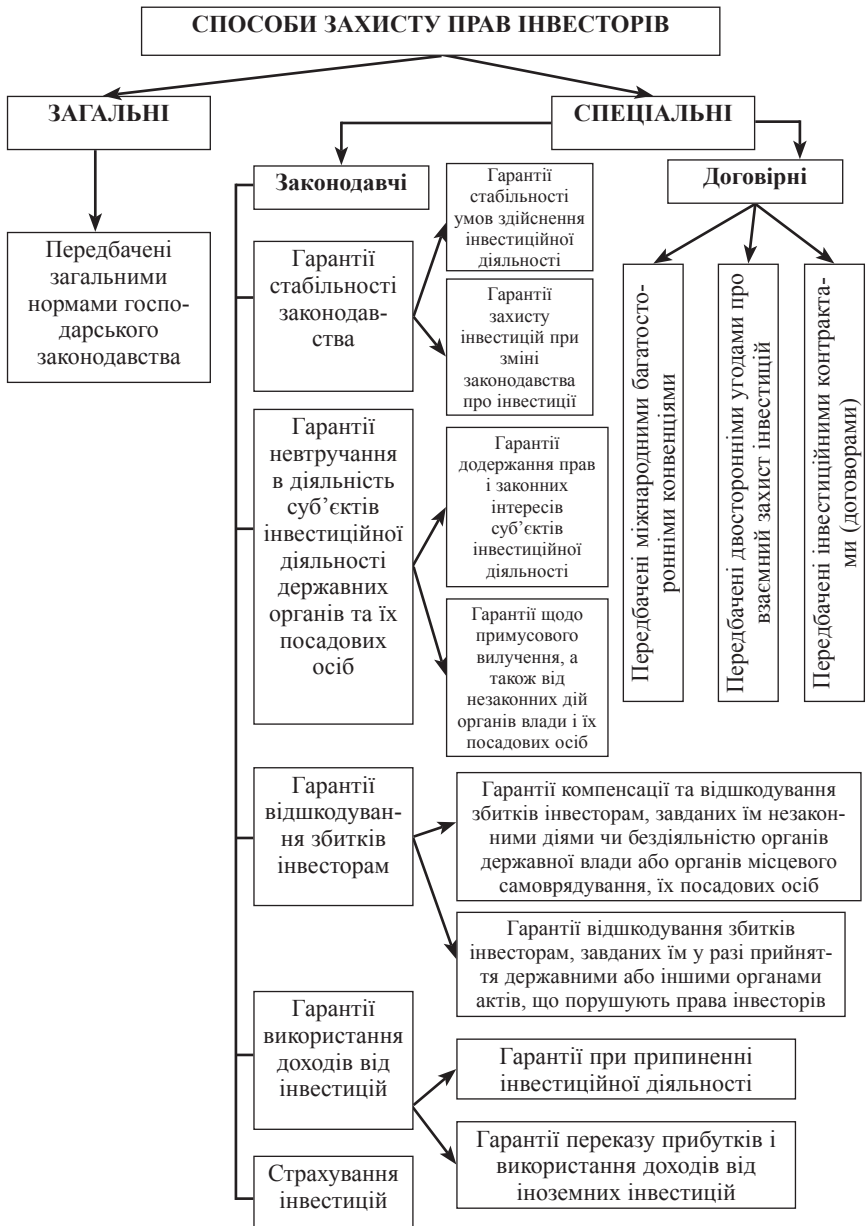 СПОСОБИ ЗАХИСТУ ПРАВ ІНВЕСТОРІВ
ЗАГАЛЬНІ
СПЕЦІАЛЬНІ
Передбачені
загальними
нормами госпо-
дарського
законодавства
Законодавчі
Договірні
Гарантії
стабільності
законодав-
ства
Гарантії
стабільності
умов здійснення
інвестиційної
діяльності
Гарантії
захисту
інвестицій при
зміні
законодавства
про інвестиції
Гарантії
невтручання
в діяльність
суб’єктів
інвестиційної
діяльності
державних
органів та їх
посадових
осіб
Гарантії
додержання прав
і законних
інтересів
суб’єктів
інвестиційної
діяльності
Гарантії щодо
примусового
вилучення, а
також від
незаконних дій
органів влади і їх
посадових осіб
Передбачені міжнародними багатосто-
ронніми конвенціями
Передбачені двосторонніми угодами про
взаємний захист інвестицій
Передбачені інвестиційними контракта-
ми (договорами)
Гарантії
відшкодуван-
ня збитків
інвесторам
Гарантії компенсації та відшкодування
збитків інвесторам, завданих їм незакон-
ними діями чи бездіяльністю органів
державної влади або органів місцевого
самоврядування, їх посадових осіб
Гарантії відшкодування збитків
інвесторам, завданих їм у разі прийнят-
тя державними або іншими органами
актів, що порушують права інвесторів
Гарантії
використання
доходів від
інвестицій
Гарантії при припиненні
інвестиційної діяльності
Гарантії переказу прибутків і
використання доходів від
іноземних інвестицій
Страхування
інвестицій